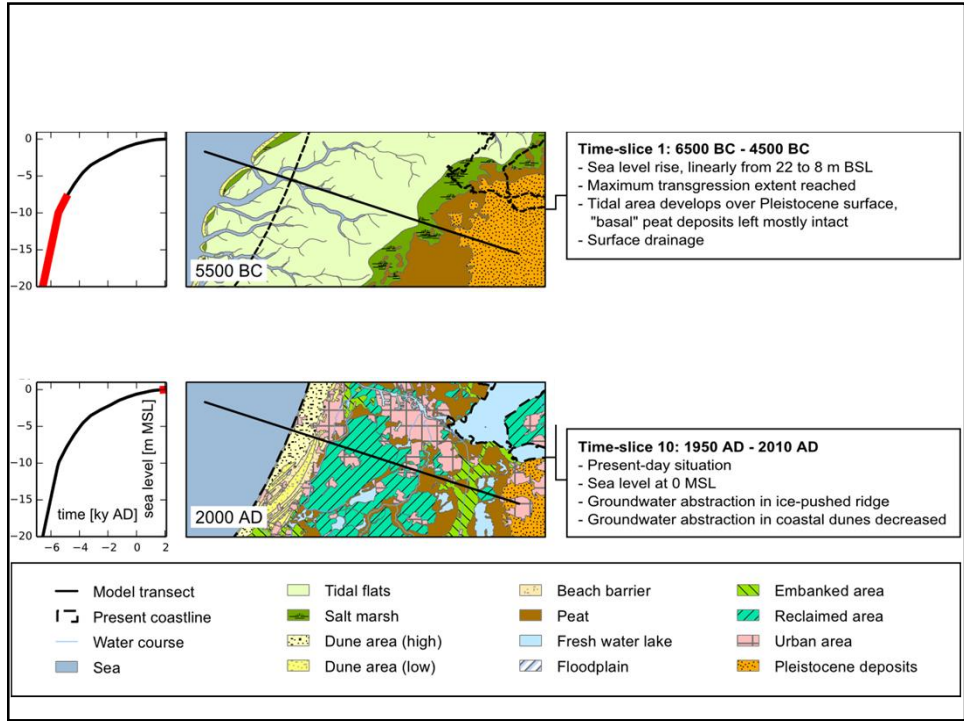 0
−5
−10
−15
−20
5500 BC
Time-slice 1: 6500 BC - 4500 BC
- Sea level rise, linearly from 22 to 8 m BSL
- Maximum transgression extent reached
- Tidal area develops over Pleistocene surface,
"basal" peat deposits left mostly intact
- Surface drainage
0
−5
−10
−15
−20
−6
−4
−2
0
2
time [ky AD]
sea level [m MSL]
2000 AD
Time-slice 10: 1950 AD - 2010 AD
- Present-day situation
- Sea level at 0 MSL
- Groundwater abstraction in ice-pushed ridge
- Groundwater abstraction in coastal dunes decreased
Model transect
Present coastline
Water course
Sea
Tidal flats
Salt marsh
Dune area (high)
Dune area (low)
Beach barrier
Peat
Fresh water lake
Floodplain
Embanked area
Reclaimed area
Urban area
Pleistocene deposits